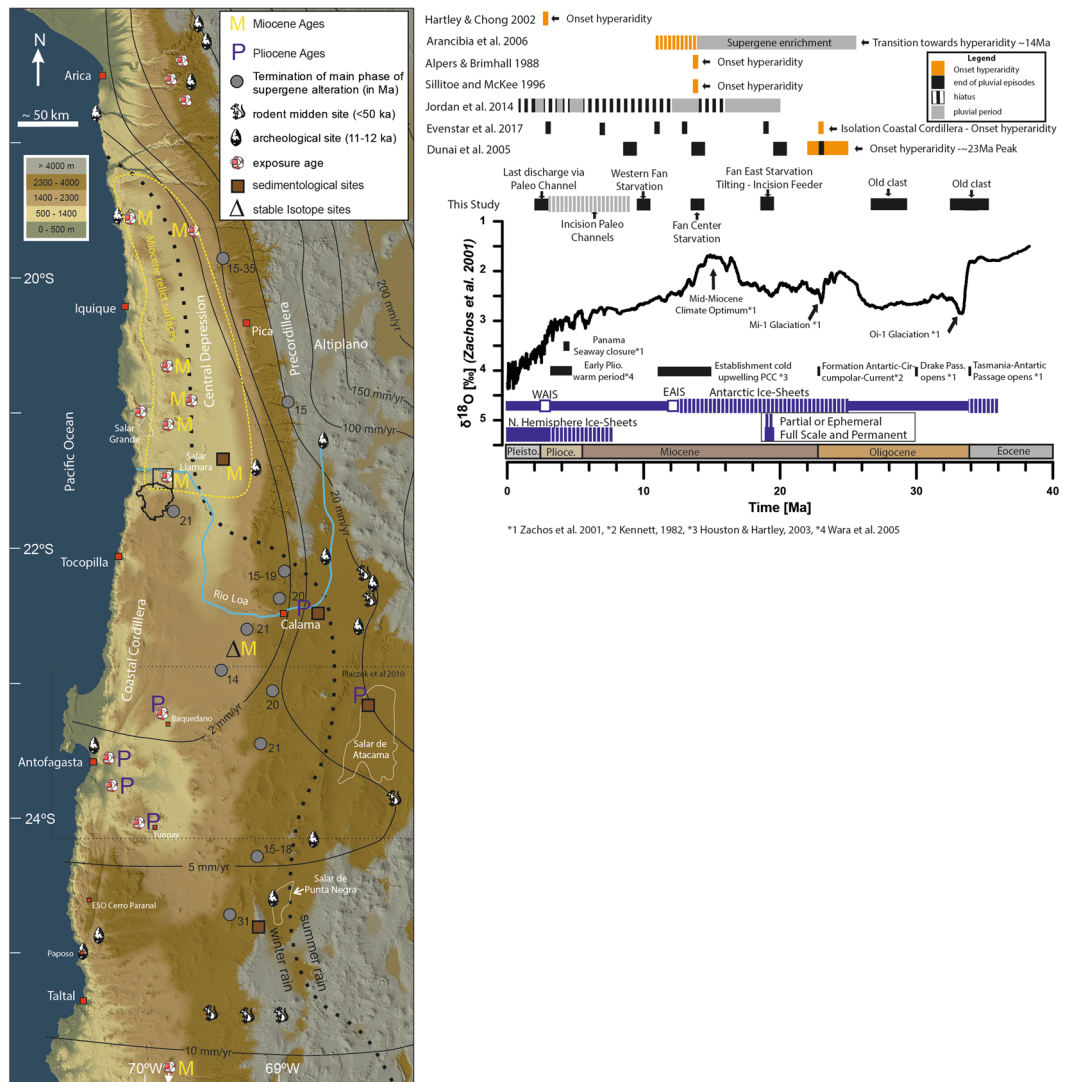 N
Arica
~ 50 km
> 4000 m
2300 - 4000
1400 - 2300
500 - 1400
0 - 500 m
M Miocene Ages
P Pliocene Ages
Termination of main phase of
supergene alteration (in Ma)
rodent midden site (<50 ka)
archeological site (11-12 ka)
exposure age
sedimentological sites
stable Isotope sites
M
M
20°S
15-35
200 mm/yr
Iquique
Miocene relict surface
Central Depression
Pica
Precordillera
Altiplano
M
150 mm/yr
M
15
100 mm/yr
Salar
Grande
M
Pacific Ocean
Salar
Llamara
M
M
20 mm/yr
21
22°S
Tocopilla
15-19
Rio Loa
20
P
Calama
21
M
Coastal Cordillera
14
Placzek et al 2010
P
20
P
Baquedano
2 mm/yr
21
Salar de
Atacama
P
Antofagasta
P
P
24°S
Yungay
15-18
5 mm/yr
Salar de
Punta Negra
ESO Cerro Paranal
31
winter rain
summer rain
Paposo
Taltal
10 mm/yr
70°W
M
69°W
Hartley & Chong 2002
Onset hyperaridity
Arancibia et al. 2006
Supergene enrichment
Transition towards hyperaridity ~14Ma
Alpers & Brimhall 1988
Onset hyperaridity
Sillitoe and McKee 1996
Onset hyperaridity
Jordan et al. 2014
Legend
Onset hyperaridity
end of pluvial episodes
hiatus
pluvial period
Evenstar et al. 2017
Isolation Coastal Cordillera - Onset hyperaridity
Dunai et al. 2005
Onset hyperaridity -~23Ma Peak
Last discharge via
Paleo Channel
Western Fan
Starvation
Fan East Starvation
Tilting - Incision Feeder
Old clast
Old clast
This Study
Incision Paleo
Channels
Fan Center
Starvation
δ18O [‰] (Zachos et al. 2001)
1
2
3
4
5
Mid-Miocene
Climate Optimum*1
Mi-1 Glaciation *1
Oi-1 Glaciation *1
Panama
Seaway closure*1
Early Plio.
warm period*4
Establishment cold
upwelling PCC *3
Formation Antarctic-Cir-
cumpolar-Current*2
Drake Pass.
opens *1
Tasmania-Antartic
Passage opens *1
WAIS
EAIS
Antarctic Ice-Sheets
N. Hemisphere Ice-Sheets
Partial or Ephemeral
Full Scale and Permanent
Pleisto.
Plioce.
Miocene
Oligocene
Eocene
0
10
20
30
40
Time [Ma]
*1 Zachos et al. 2001, *2 Kennett, 1982, *3 Houston & Hartley, 2003, *4 Wara et al. 2005